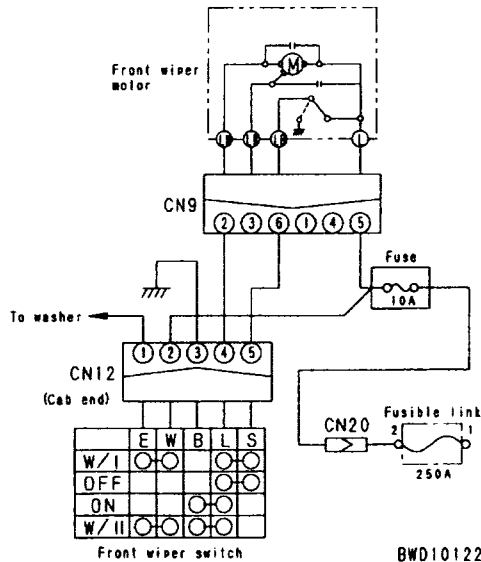 Front wiper
motor
M
L
CN9
2 3 6 1 4 5
Fuse
10A
To washer
1 2 3 4 5
CN12
(Cab end)
CN20
Fusible link
2 1
250A
E W B L S
W/I
OFF
ON
W/II
Front wiper switch
BWD10122